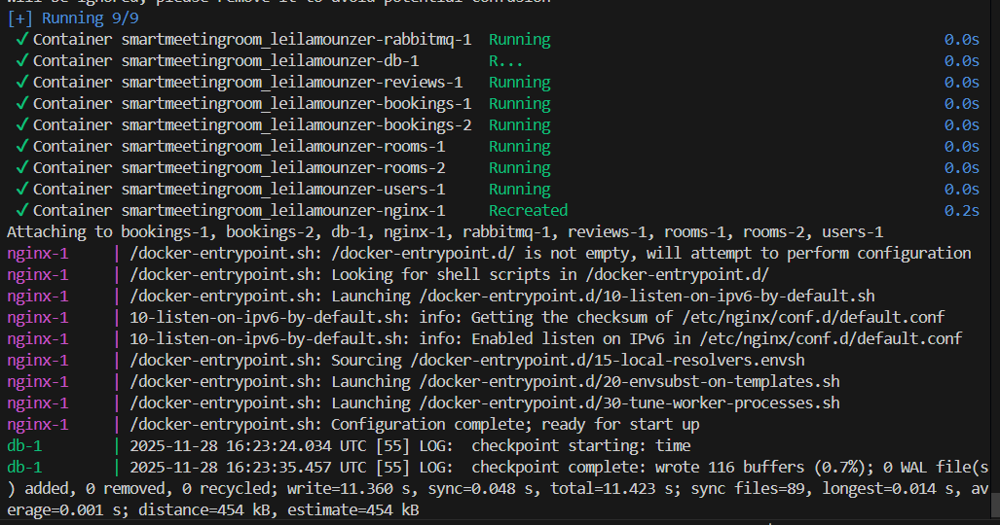 will be ignored, please remove it to avoid potential confusion
[+] Running 9/9
✔ Container smartmeetingroom_leilamounzer-rabbitmq-1 Running 0.0s
✔ Container smartmeetingroom_leilamounzer-db-1 R... 0.0s
✔ Container smartmeetingroom_leilamounzer-reviews-1 Running 0.0s
✔ Container smartmeetingroom_leilamounzer-bookings-1 Running 0.0s
✔ Container smartmeetingroom_leilamounzer-bookings-2 Running 0.0s
✔ Container smartmeetingroom_leilamounzer-rooms-1 Running 0.0s
✔ Container smartmeetingroom_leilamounzer-rooms-2 Running 0.0s
✔ Container smartmeetingroom_leilamounzer-users-1 Running 0.0s
✔ Container smartmeetingroom_leilamounzer-nginx-1 Recreated 0.2s
Attaching to bookings-1, bookings-2, db-1, nginx-1, rabbitmq-1, reviews-1, rooms-1, rooms-2, users-1
nginx-1 | /docker-entrypoint.sh: /docker-entrypoint.d/ is not empty, will attempt to perform configuration
nginx-1 | /docker-entrypoint.sh: Looking for shell scripts in /docker-entrypoint.d/
nginx-1 | /docker-entrypoint.sh: Launching /docker-entrypoint.d/10-listen-on-ipv6-by-default.sh
nginx-1 | 10-listen-on-ipv6-by-default.sh: info: Getting the checksum of /etc/nginx/conf.d/default.conf
nginx-1 | 10-listen-on-ipv6-by-default.sh: info: Enabled listen on IPv6 in /etc/nginx/conf.d/default.conf
nginx-1 | /docker-entrypoint.sh: Sourcing /docker-entrypoint.d/15-local-resolvers.envsh
nginx-1 | /docker-entrypoint.sh: Launching /docker-entrypoint.d/20-envsubst-on-templates.sh
nginx-1 | /docker-entrypoint.sh: Launching /docker-entrypoint.d/30-tune-worker-processes.sh
nginx-1 | /docker-entrypoint.sh: Configuration complete; ready for start up
db-1 | 2025-11-28 16:23:24.034 UTC [55] LOG:  checkpoint starting: time
db-1 | 2025-11-28 16:23:35.457 UTC [55] LOG:  checkpoint complete: wrote 116 buffers (0.7%); 0 WAL file(s
) added, 0 removed, 0 recycled; write=11.360 s, sync=0.048 s, total=11.423 s; sync files=89, longest=0.014 s, av
erage=0.001 s; distance=454 kB, estimate=454 kB